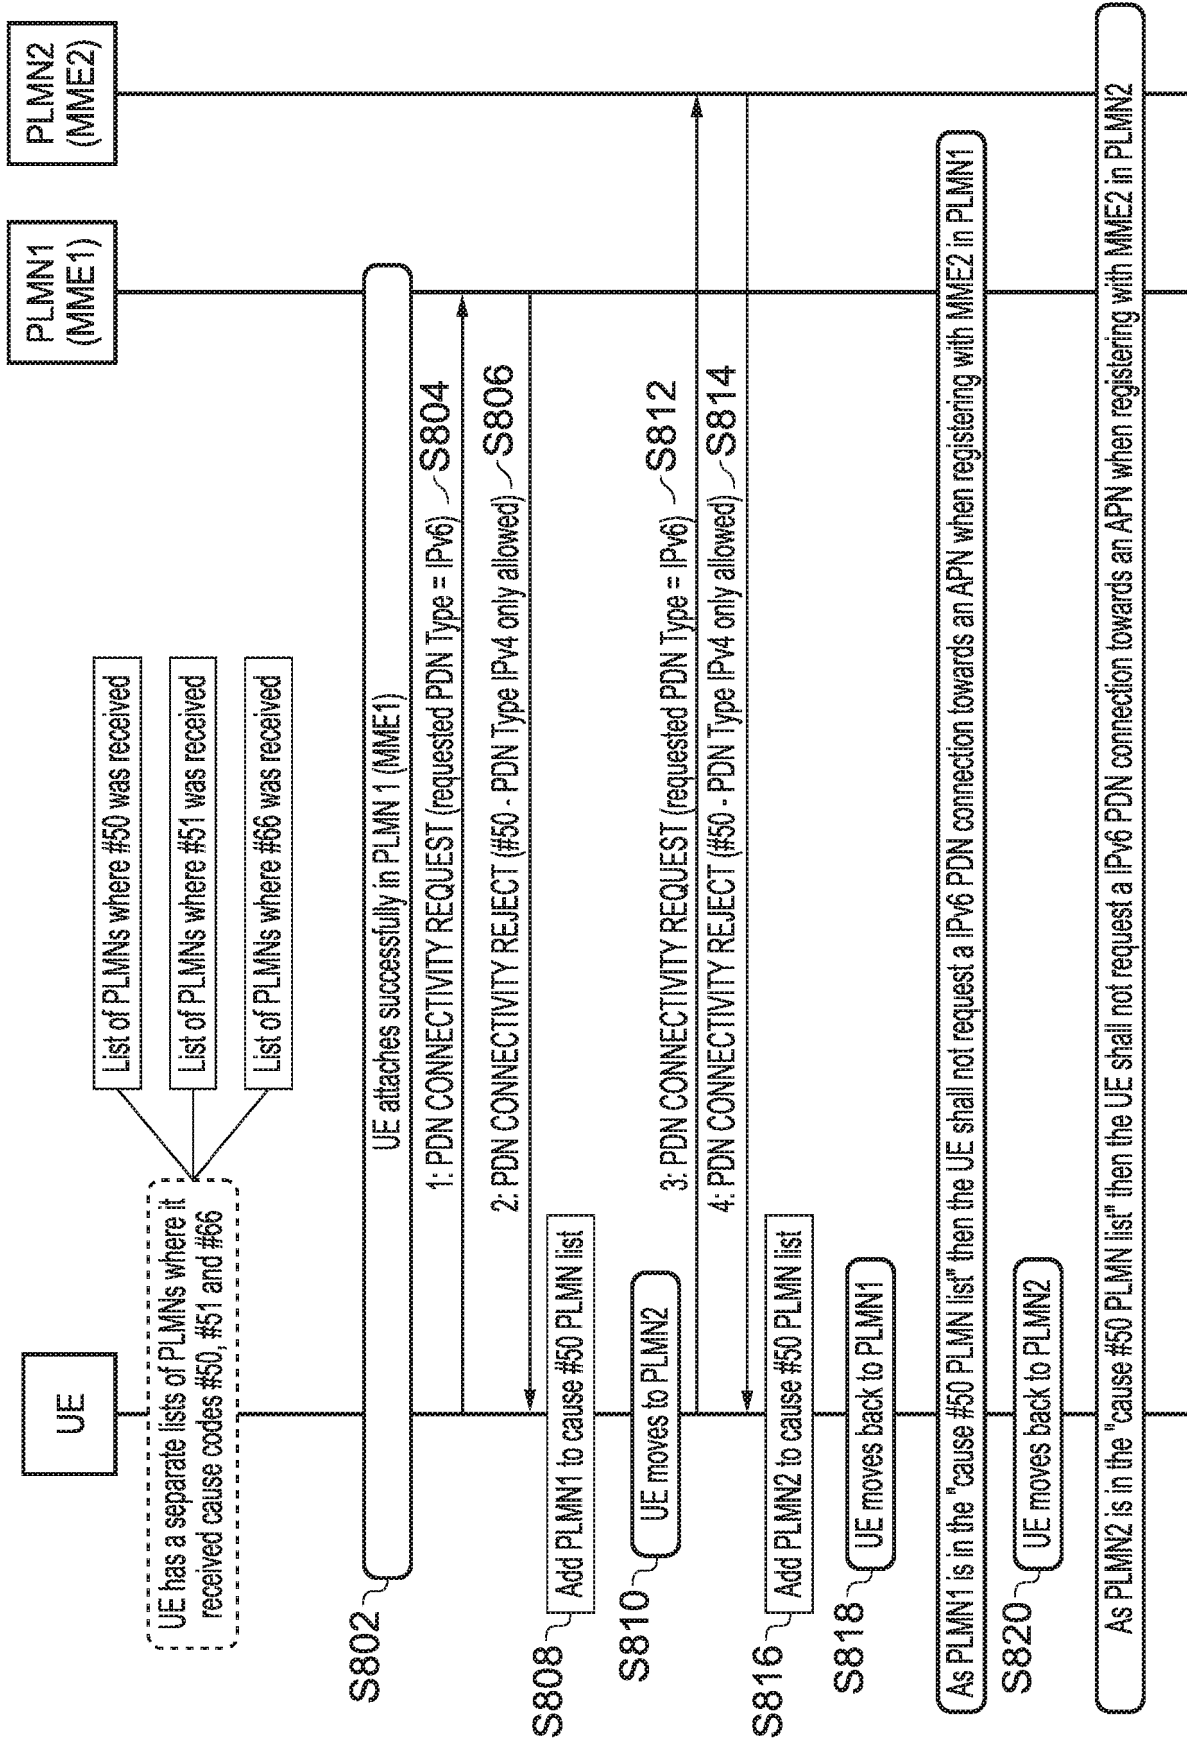 UE
PLMN1
(MME1)
PLMN2
(MME2)
UE has a separate lists of PLMNs where it
received cause codes #50, #51 and #66
List of PLMNs where #50 was received
List of PLMNs where #51 was received
List of PLMNs where #66 was received
S802
UE attaches successfully in PLMN 1 (MME1)
1: PDN CONNECTIVITY REQUEST (requested PDN Type = IPv6)
S804
2: PDN CONNECTIVITY REJECT (#50 - PDN Type IPv4 only allowed)
S806
S808
Add PLMN1 to cause #50 PLMN list
S810
UE moves to PLMN2
3: PDN CONNECTIVITY REQUEST (requested PDN Type = IPv6)
S812
4: PDN CONNECTIVITY REJECT (#50 - PDN Type IPv4 only allowed)
S814
S816
Add PLMN2 to cause #50 PLMN list
S818
UE moves back to PLMN1
As PLMN1 is in the "cause #50 PLMN list" then the UE shall not request a IPv6 PDN connection towards an APN when registering with MME2 in PLMN1
S820
UE moves back to PLMN2
As PLMN2 is in the "cause #50 PLMN list" then the UE shall not request a IPv6 PDN connection towards an APN when registering with MME2 in PLMN2